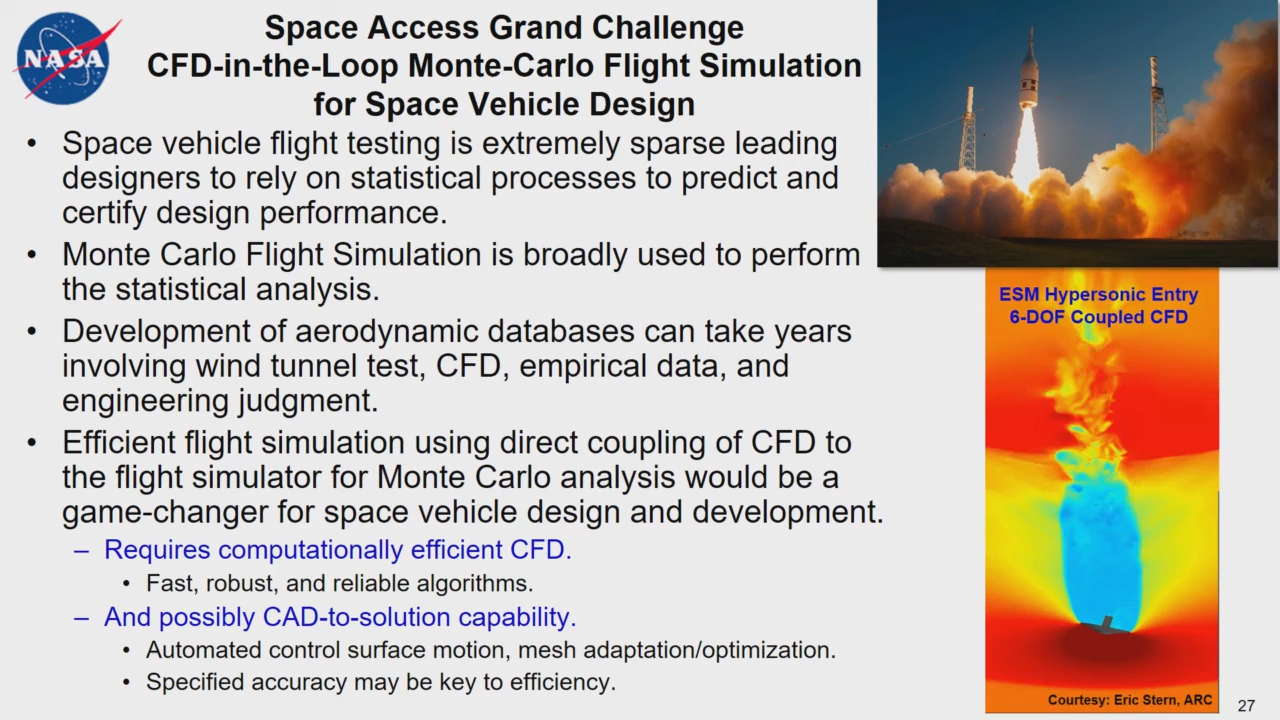 NASA
Space Access Grand Challenge
CFD-in-the-Loop Monte-Carlo Flight Simulation
for Space Vehicle Design
• Space vehicle flight testing is extremely sparse leading
designers to rely on statistical processes to predict and
certify design performance.
• Monte Carlo Flight Simulation is broadly used to perform
the statistical analysis.
• Development of aerodynamic databases can take years
involving wind tunnel test, CFD, empirical data, and
engineering judgment.
• Efficient flight simulation using direct coupling of CFD to
the flight simulator for Monte Carlo analysis would be a
game-changer for space vehicle design and development.
– Requires computationally efficient CFD.
• Fast, robust, and reliable algorithms.
– And possibly CAD-to-solution capability.
• Automated control surface motion, mesh adaptation/optimization.
• Specified accuracy may be key to efficiency.
ESM Hypersonic Entry
6-DOF Coupled CFD
Courtesy: Eric Stern, ARC
27